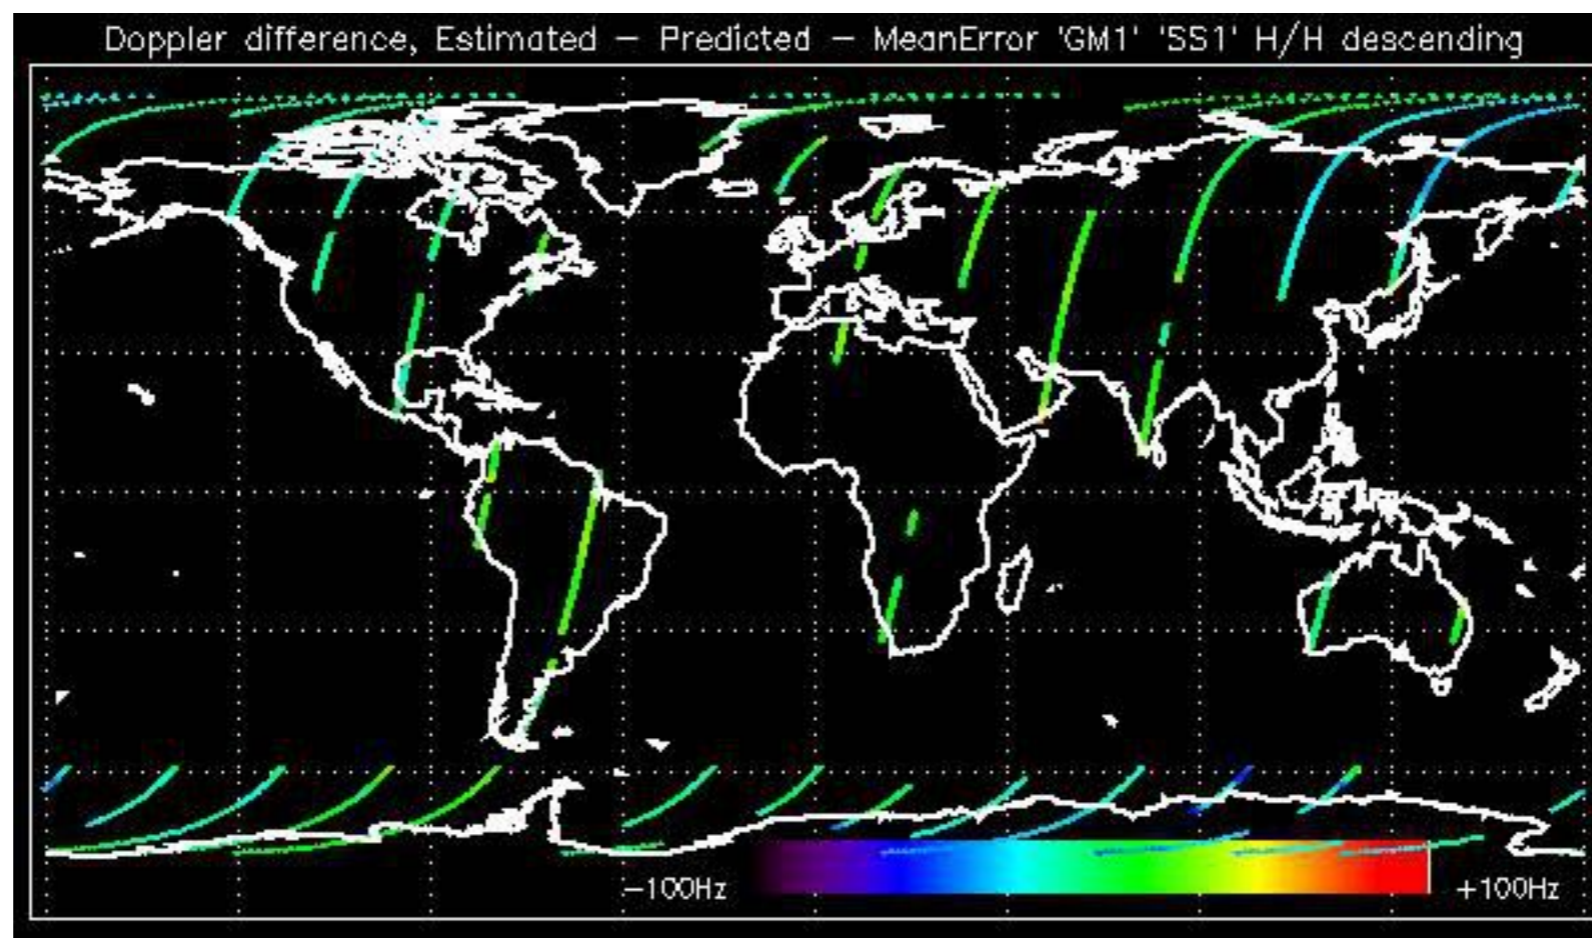 Doppler difference, Estimated — Predicted — MeanError 'GM1' 'SS1' H/H descending
−100Hz +100Hz